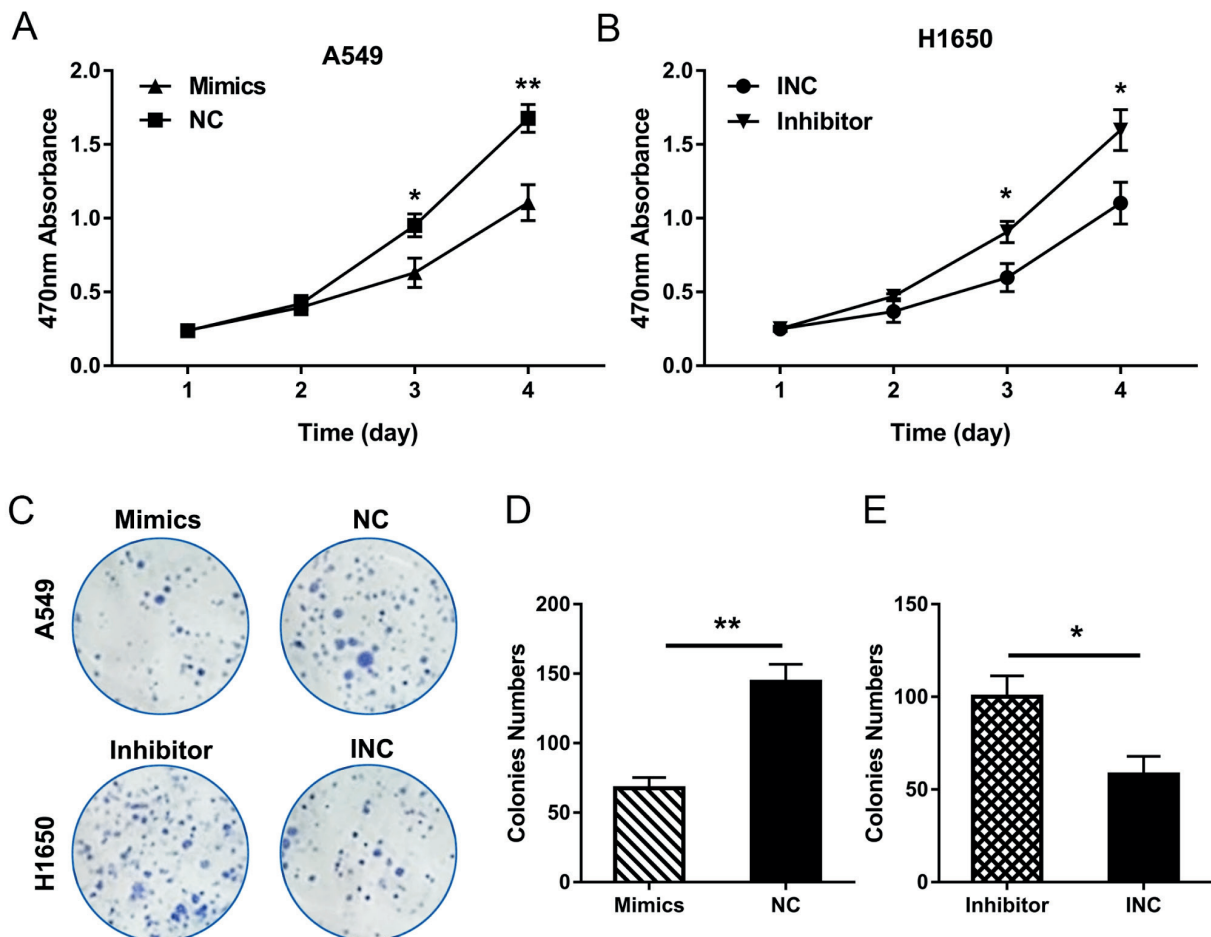 A
A549
Mimics
NC
470nm Absorbance
2.0
1.5
1.0
0.5
0.0
*
**
1 2 3 4
Time (day)
B
H1650
INC
Inhibitor
470nm Absorbance
2.0
1.5
1.0
0.5
0.0
*
*
1 2 3 4
Time (day)
C
Mimics NC
A549
Inhibitor INC
H1650
D
Colonies Numbers
200
150
100
50
0
**
Mimics NC
E
Colonies Numbers
150
100
50
0
*
Inhibitor INC